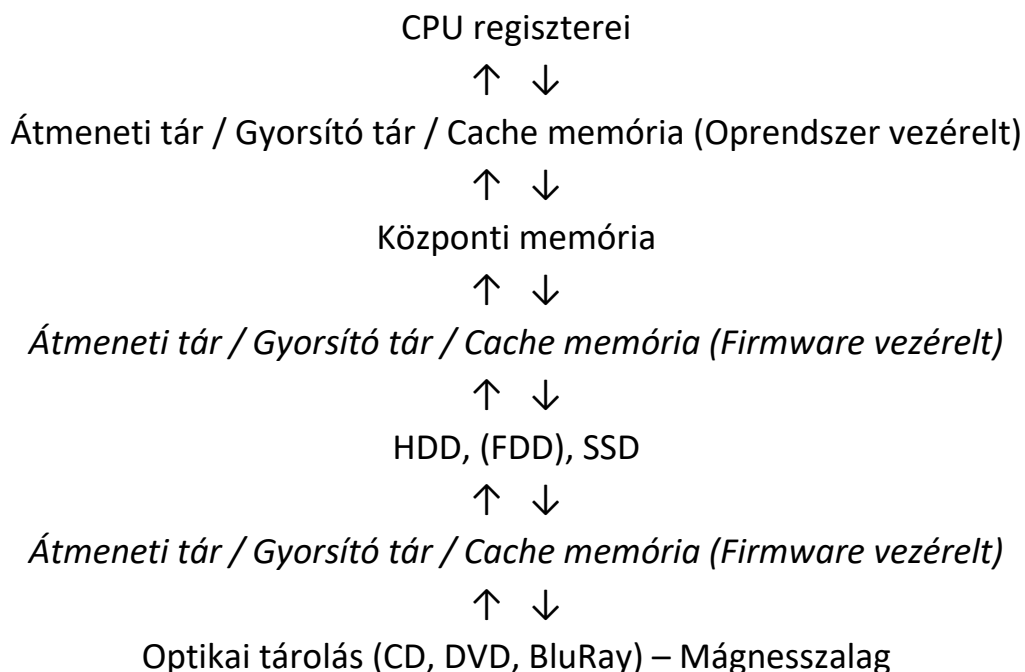 CPU regiszterei
↑ ↓
Átmeneti tár / Gyorsító tár / Cache memória (Oprendszer vezérelt)
↑ ↓
Központi memória
↑ ↓
Átmeneti tár / Gyorsító tár / Cache memória (Firmware vezérelt)
↑ ↓
HDD, (FDD), SSD
↑ ↓
Átmeneti tár / Gyorsító tár / Cache memória (Firmware vezérelt)
↑ ↓
Optikai tárolás (CD, DVD, BluRay) – Mágnesszalag